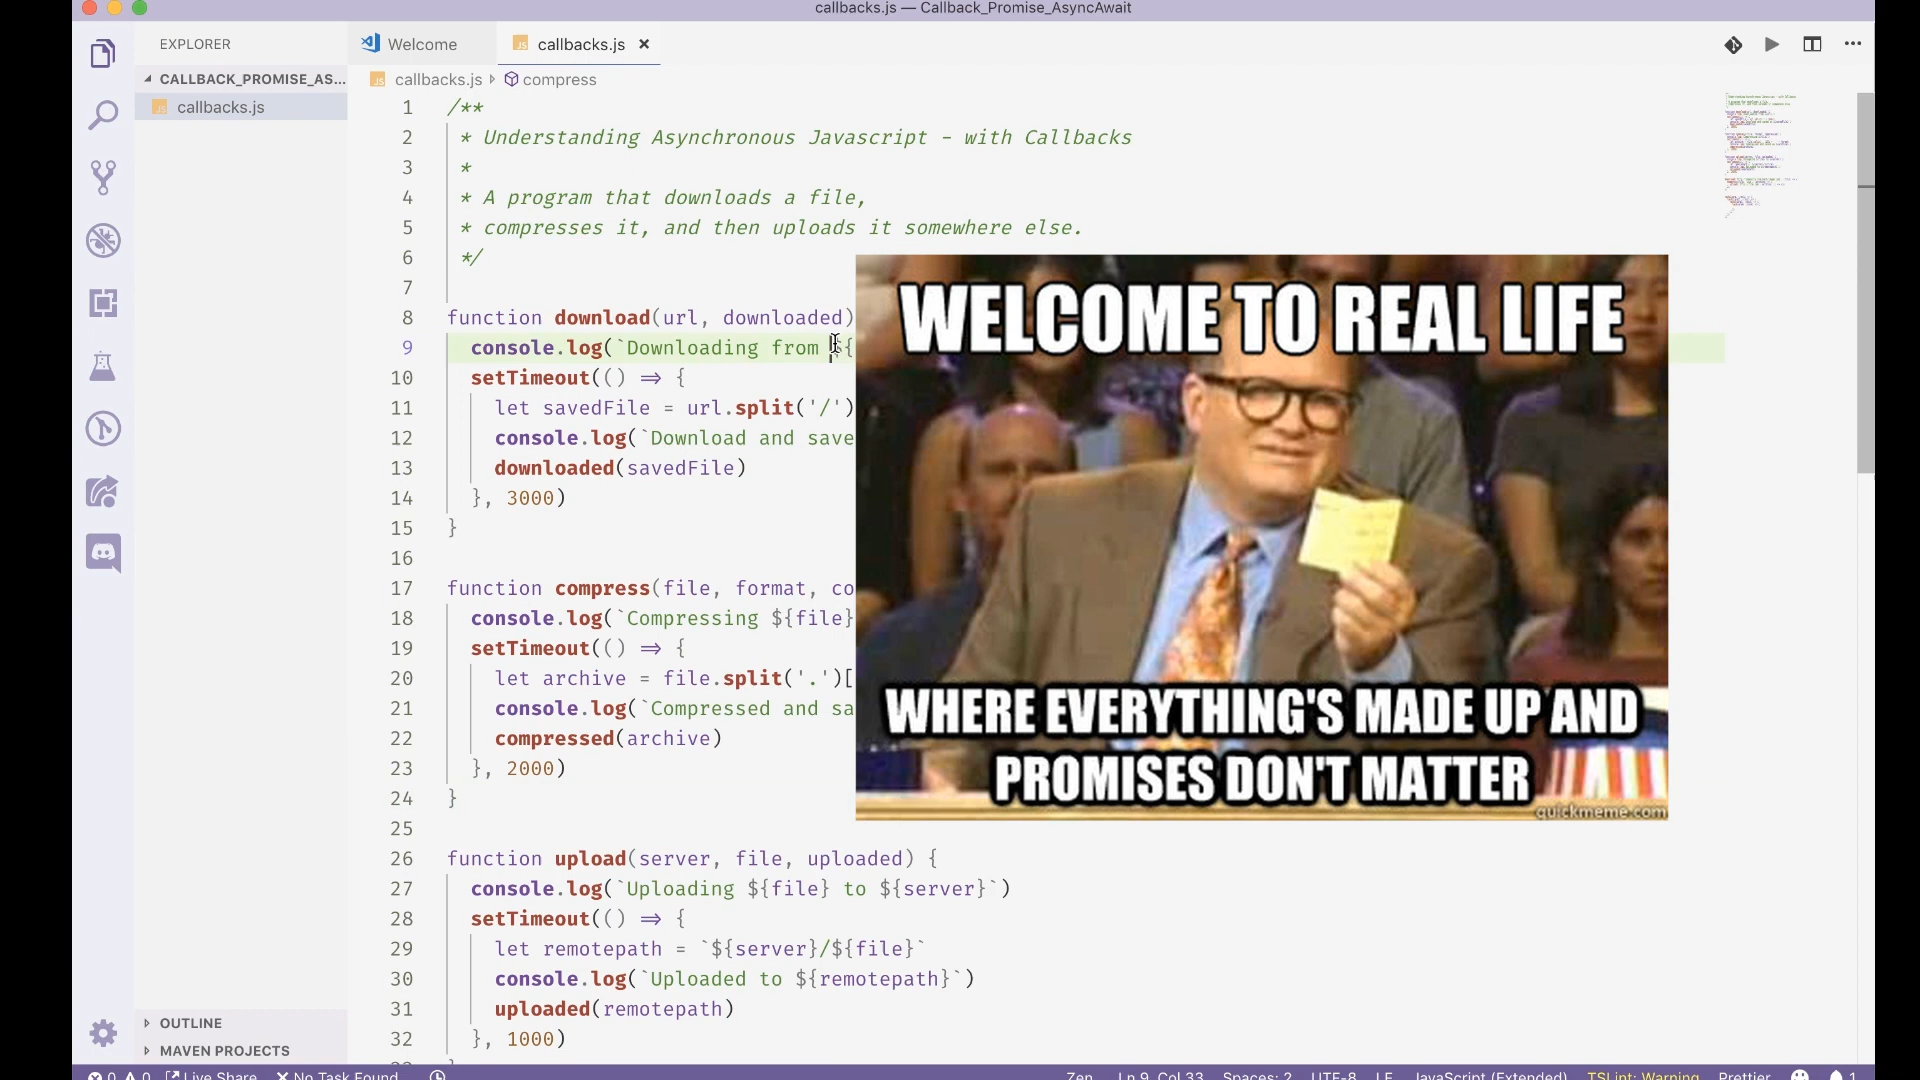 callbacks.js — Callback_Promise_AsyncAwait
EXPLORER
Welcome
callbacks.js
CALLBACK_PROMISE_AS...
callbacks.js
callbacks.js
compress
1 /**
2 * Understanding Asynchronous Javascript - with Callbacks
3 *
4 * A program that downloads a file,
5 * compresses it, and then uploads it somewhere else.
6 */
7
8 function download(url, downloaded)
9 console.log(`Downloading from ${
10 setTimeout(() => {
11 let savedFile = url.split('/')
12 console.log(`Download and save
13 downloaded(savedFile)
14 }, 3000)
15 }
16
17 function compress(file, format, co
18 console.log(`Compressing ${file}
19 setTimeout(() => {
20 let archive = file.split('.')[
21 console.log(`Compressed and sa
22 compressed(archive)
23 }, 2000)
24 }
25
26 function upload(server, file, uploaded) {
27 console.log(`Uploading ${file} to ${server}`)
28 setTimeout(() => {
29 let remotepath = `${server}/${file}`
30 console.log(`Uploaded to ${remotepath}`)
31 uploaded(remotepath)
32 }, 1000)
WELCOME TO REAL LIFE
WHERE EVERYTHING'S MADE UP AND
PROMISES DON'T MATTER
quickmeme.com
OUTLINE
MAVEN PROJECTS
0 0 Live Share No Task Found
Zen Ln 9, Col 33 Spaces: 2 UTF-8 LF JavaScript (Extended) TSLint: Warning Prettier 1